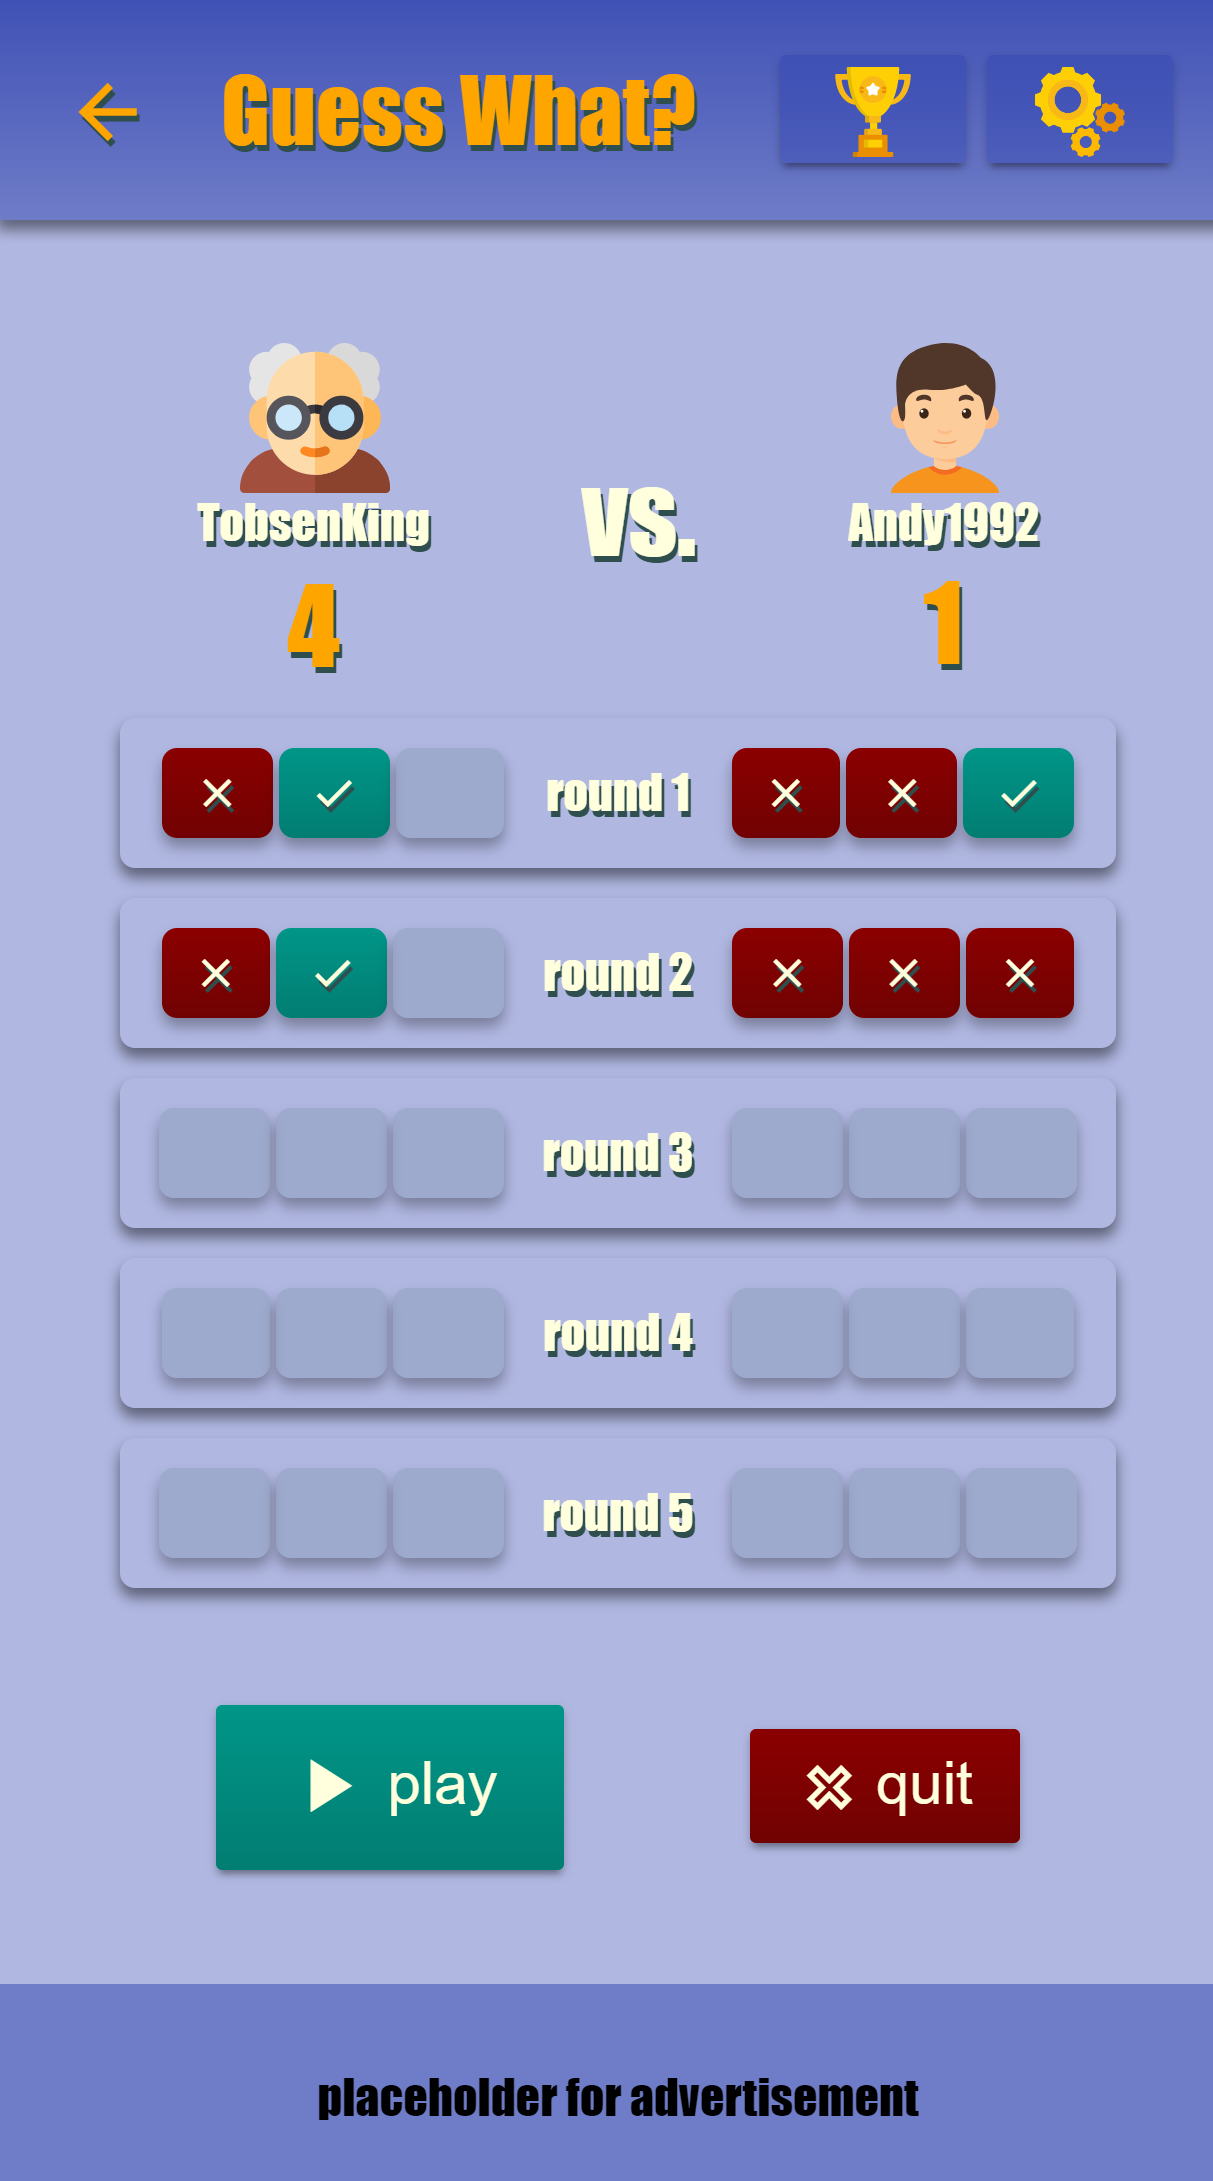 Guess What?
TobsenKing
vs.
Andy1992
4
1
round 1
round 2
round 3
round 4
round 5
play
quit
placeholder for advertisement